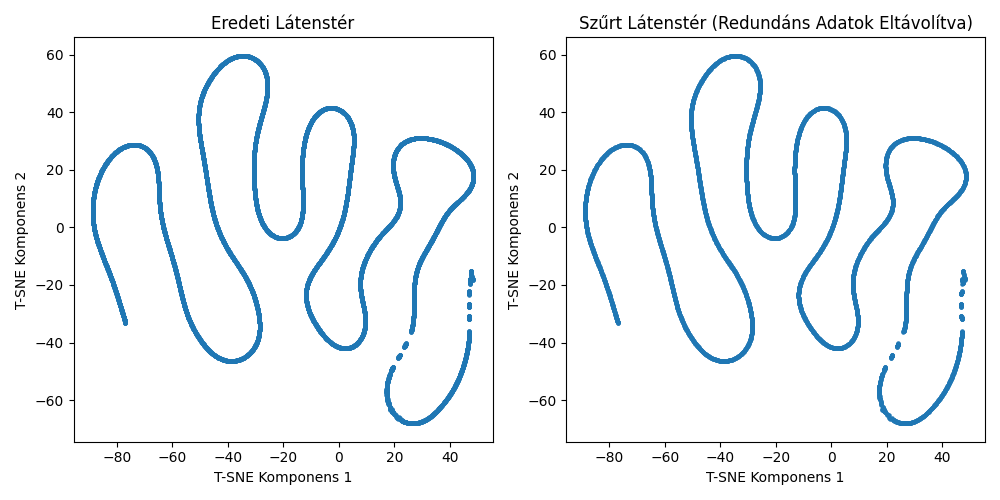 Eredeti Látenstér
60
40
20
0
−20
−40
−60
T-SNE Komponens 2
−80 −60 −40 −20 0 20 40
T-SNE Komponens 1
Szűrt Látenstér (Redundáns Adatok Eltávolítva)
60
40
20
0
−20
−40
−60
T-SNE Komponens 2
−80 −60 −40 −20 0 20 40
T-SNE Komponens 1